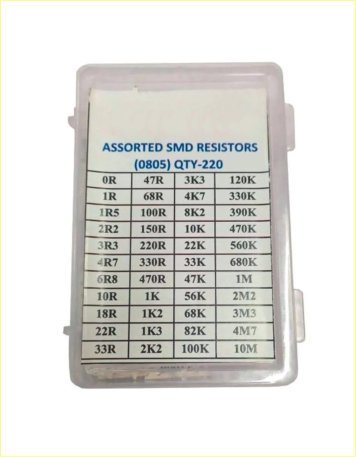 ASSORTED SMD RESISTORS
(0805) QTY-220
0R 47R 3K3 120K
1R 68R 4K7 330K
1R5 100R 8K2 390K
2R2 150R 10K 470K
3R3 220R 22K 560K
4R7 330R 33K 680K
6R8 470R 47K 1M
10R 1K 56K 2M2
18R 1K2 68K 3M3
22R 1K3 82K 4M7
33R 2K2 100K 10M